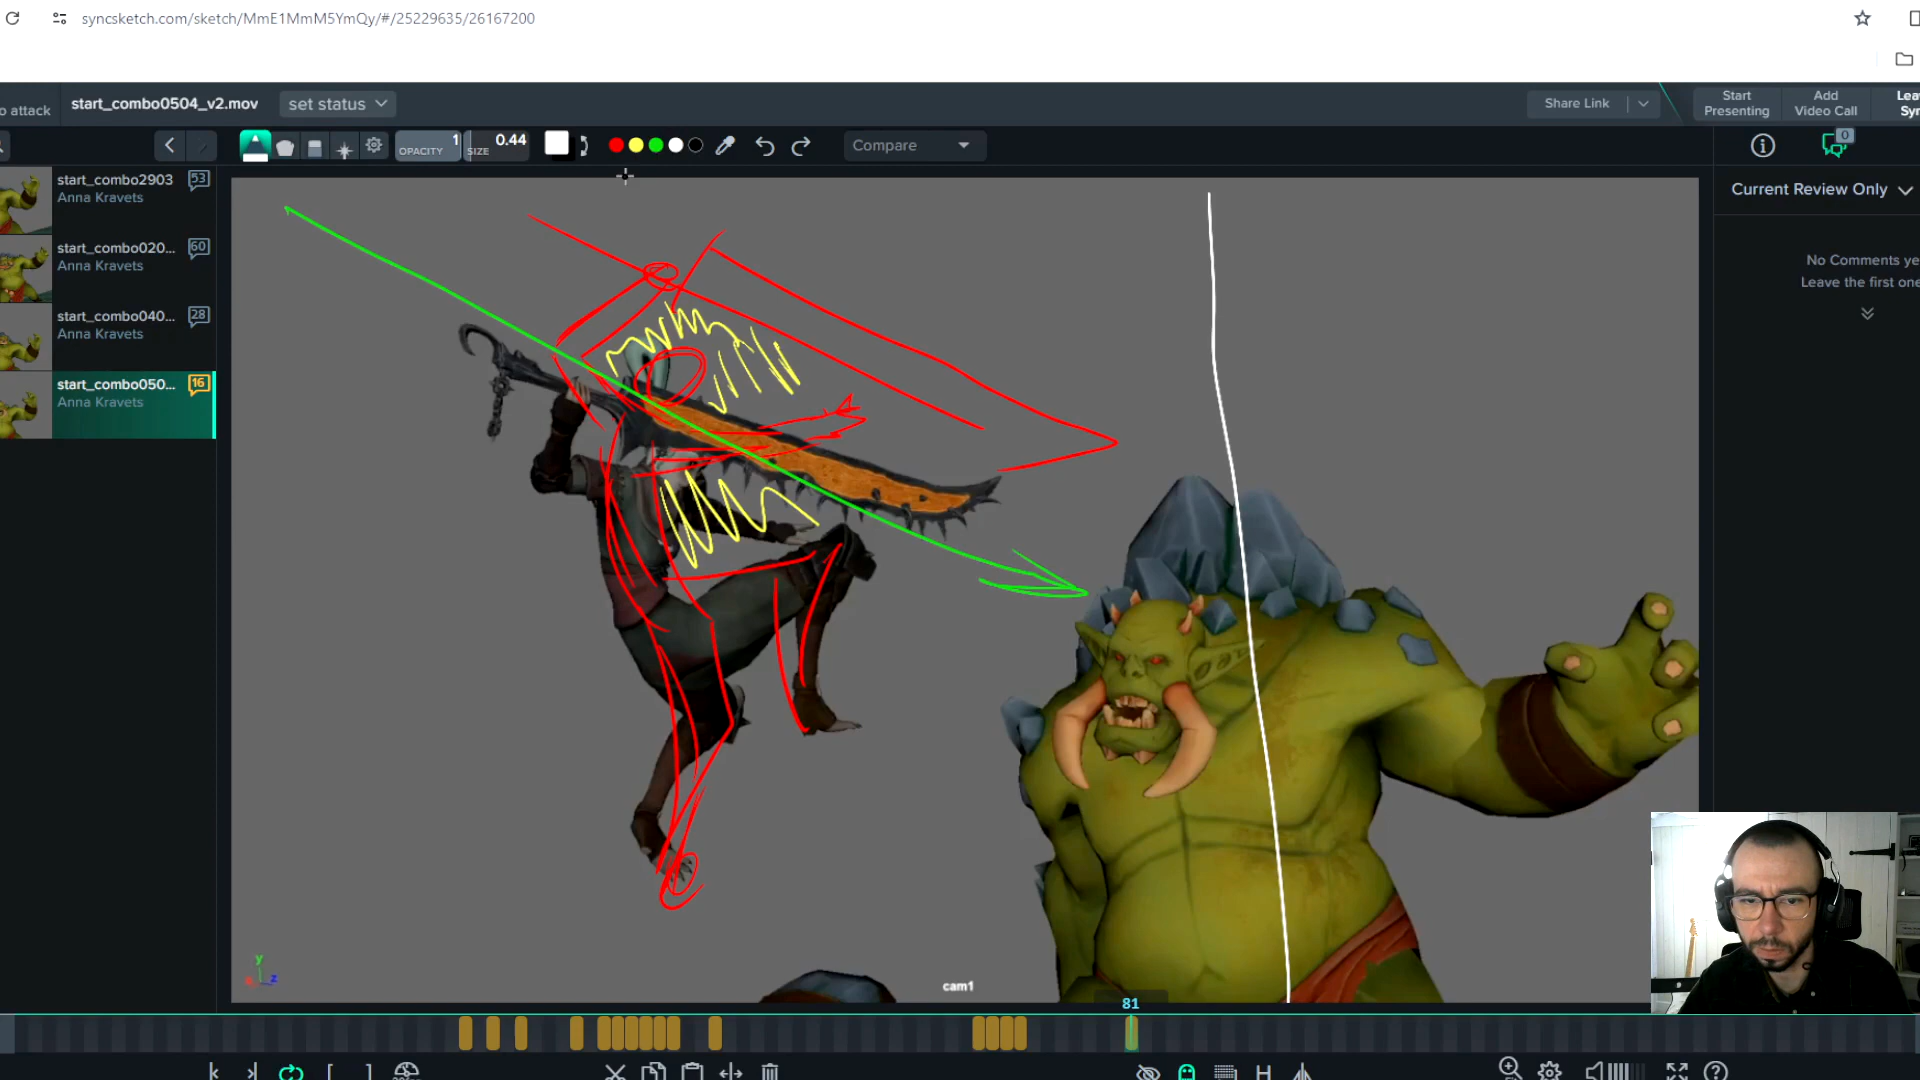 syncsketch.com/sketch/MmE1MmM5YmQy/#/25229635/26167200
o attack
start_combo0504_v2.mov
set status
Share Link
Start Presenting
Add Video Call
OPACITY 1
SIZE 0.44
Compare
0
start_combo2903 53
Anna Kravets
start_combo020... 60
Anna Kravets
start_combo040... 28
Anna Kravets
start_combo050... 16
Anna Kravets
Current Review Only
No Comments ye
Leave the first one
y
z
cam1
81
H